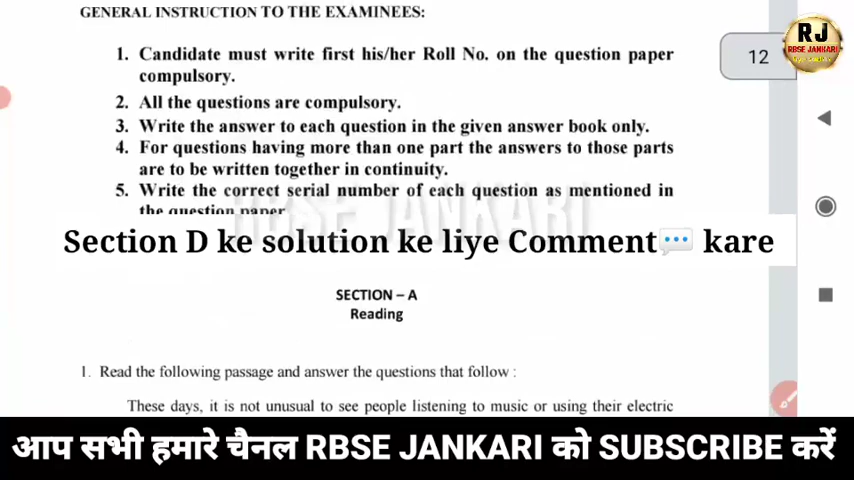 GENERAL INSTRUCTION TO THE EXAMINEES:
1. Candidate must write first his/her Roll No. on the question paper
compulsory.
2. All the questions are compulsory.
3. Write the answer to each question in the given answer book only.
4. For questions having more than one part the answers to those parts
are to be written together in continuity.
5. Write the correct serial number of each question as mentioned in
the question paper
RBSE JANKARI
Section D ke solution ke liye Comment💬 kare
SECTION – A
Reading
1. Read the following passage and answer the questions that follow :
These days, it is not unusual to see people listening to music or using their electric
12
RJ
RBSE JANKARI
आप सभी हमारे चैनल RBSE JANKARI को SUBSCRIBE करें